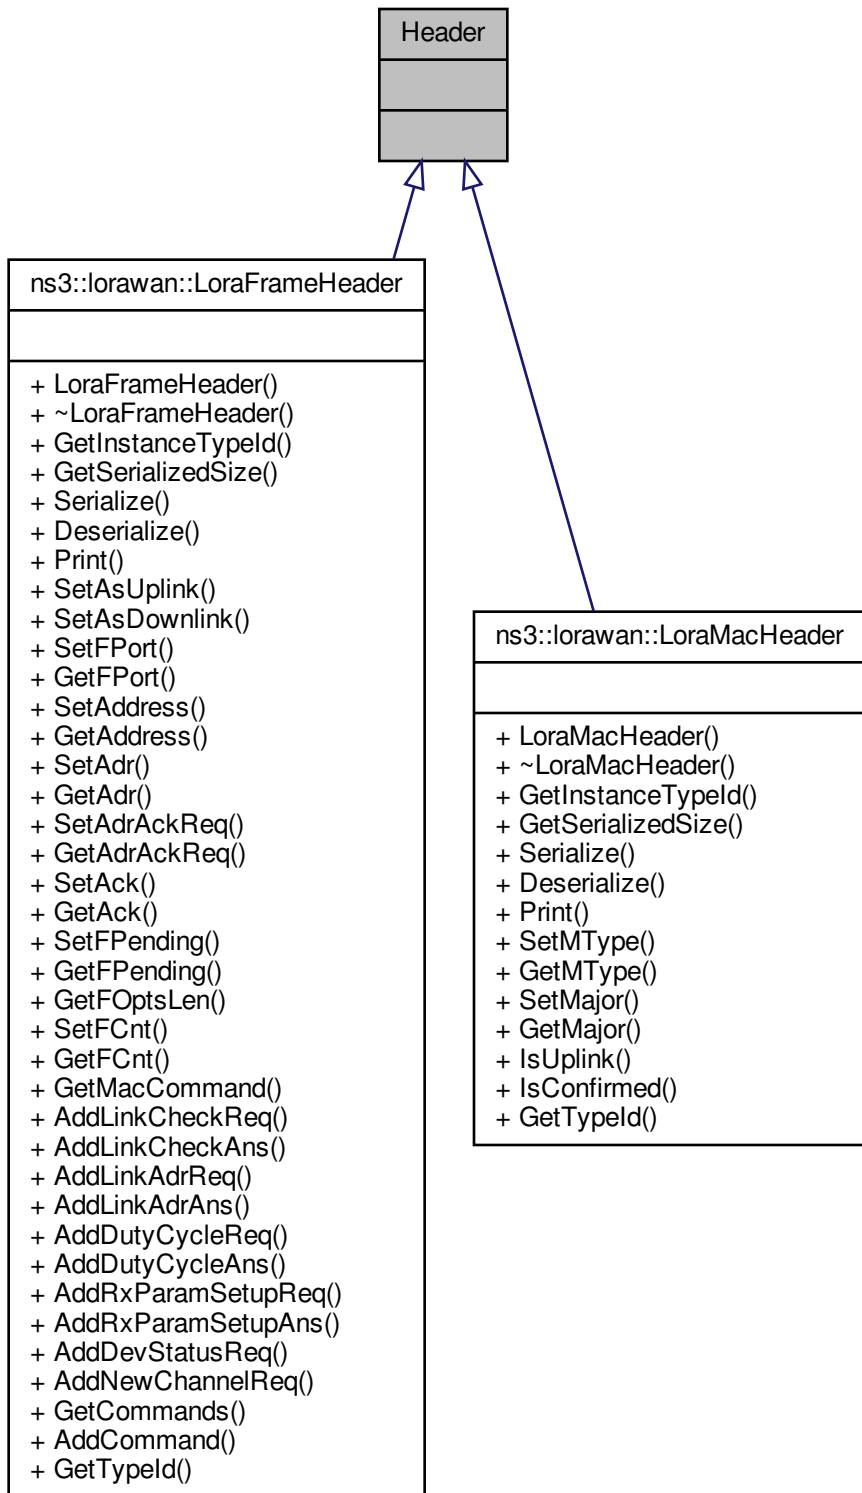 Header
ns3::lorawan::LoraFrameHeader
+ LoraFrameHeader()
+ ~LoraFrameHeader()
+ GetInstanceTypeId()
+ GetSerializedSize()
+ Serialize()
+ Deserialize()
+ Print()
+ SetAsUplink()
+ SetAsDownlink()
+ SetFPort()
+ GetFPort()
+ SetAddress()
+ GetAddress()
+ SetAdr()
+ GetAdr()
+ SetAdrAckReq()
+ GetAdrAckReq()
+ SetAck()
+ GetAck()
+ SetFPending()
+ GetFPending()
+ GetFOptsLen()
+ SetFCnt()
+ GetFCnt()
+ GetMacCommand()
+ AddLinkCheckReq()
+ AddLinkCheckAns()
+ AddLinkAdrReq()
+ AddLinkAdrAns()
+ AddDutyCycleReq()
+ AddDutyCycleAns()
+ AddRxParamSetupReq()
+ AddRxParamSetupAns()
+ AddDevStatusReq()
+ AddNewChannelReq()
+ GetCommands()
+ AddCommand()
+ GetTypeId()
ns3::lorawan::LoraMacHeader
+ LoraMacHeader()
+ ~LoraMacHeader()
+ GetInstanceTypeId()
+ GetSerializedSize()
+ Serialize()
+ Deserialize()
+ Print()
+ SetMType()
+ GetMType()
+ SetMajor()
+ GetMajor()
+ IsUplink()
+ IsConfirmed()
+ GetTypeId()